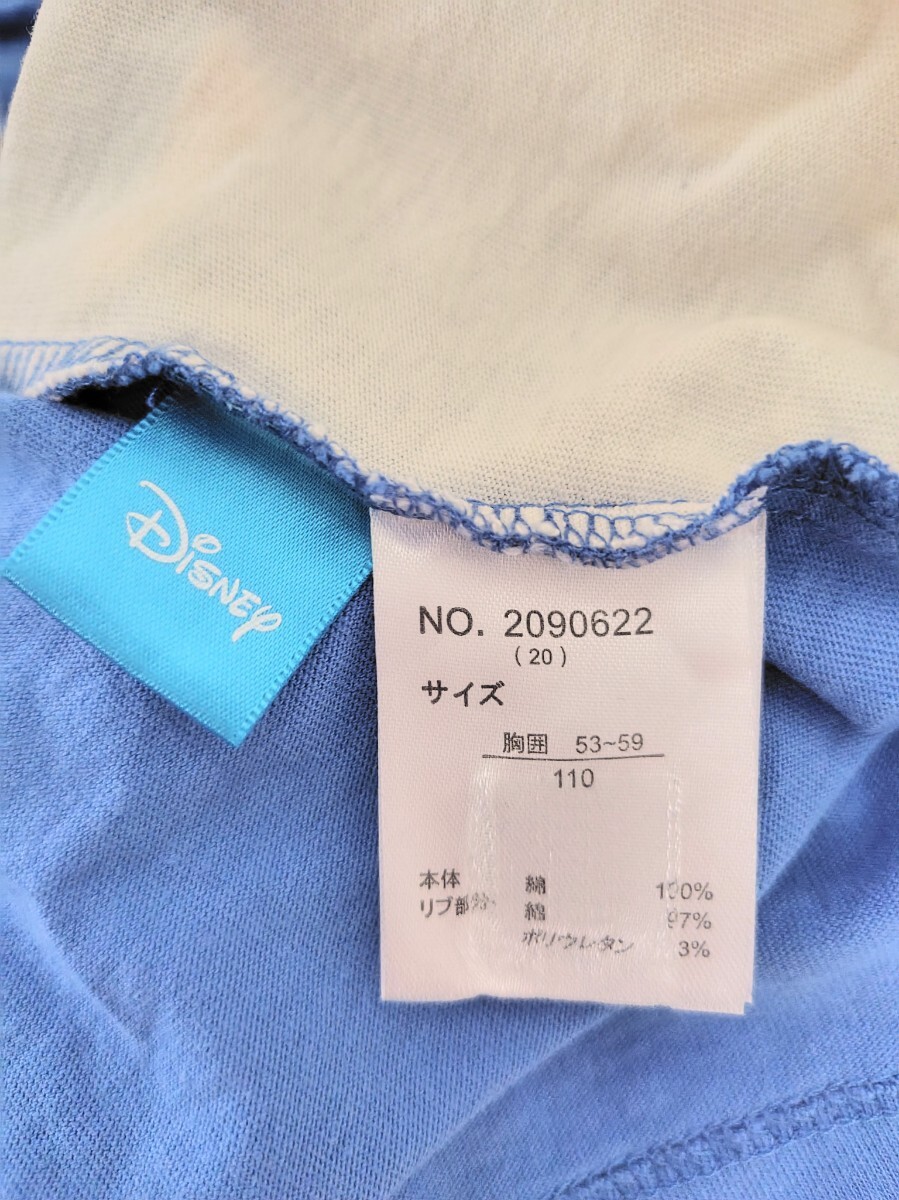 Disney
NO. 2090622
(20)
サイズ
胸囲 53~59
110
本体 綿 100%
リブ部分 綿 97%
ポリウレタン 3%